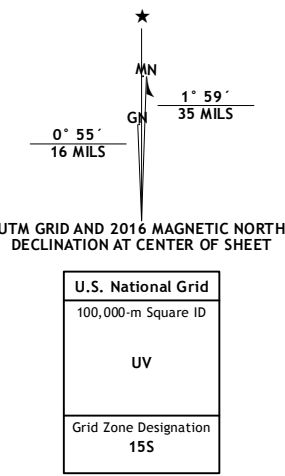 ★
MN
1° 59´
35 MILS
GN
0° 55´
16 MILS
UTM GRID AND 2016 MAGNETIC NORTH
DECLINATION AT CENTER OF SHEET
U.S. National Grid
100,000-m Square ID
UV
Grid Zone Designation
15S